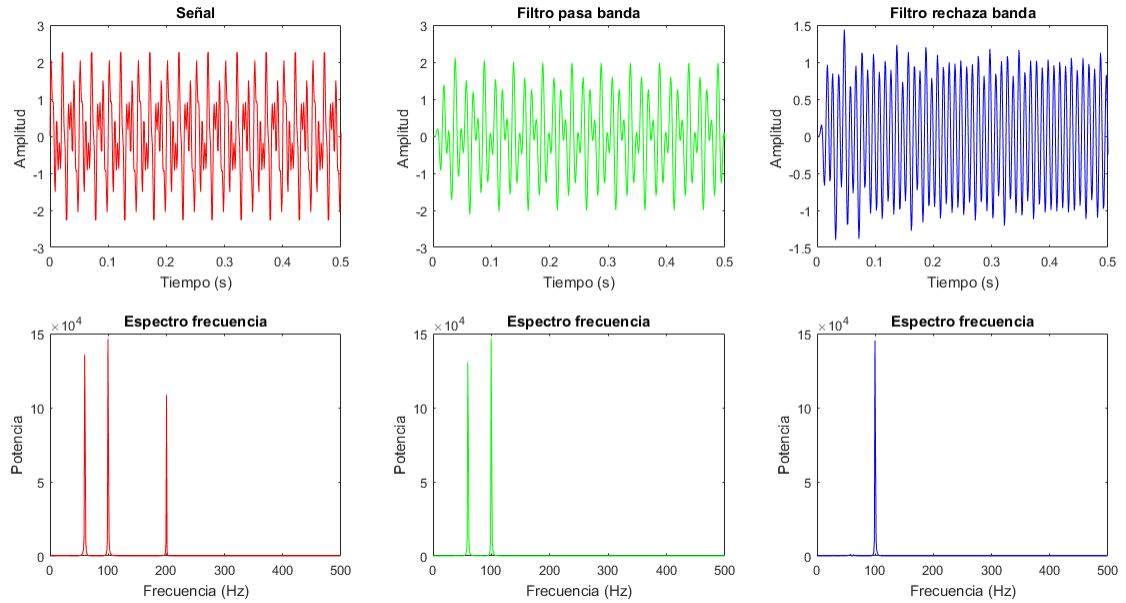 Señal
Filtro pasa banda
Filtro rechaza banda
3
2
1
0
-1
-2
-3
Amplitud
0 0.1 0.2 0.3 0.4 0.5
Tiempo (s)
3
2
1
0
-1
-2
-3
Amplitud
0 0.1 0.2 0.3 0.4 0.5
Tiempo (s)
1.5
1
0.5
0
-0.5
-1
-1.5
Amplitud
0 0.1 0.2 0.3 0.4 0.5
Tiempo (s)
× 10⁴
Espectro frecuencia
15
10
5
0
Potencia
0 100 200 300 400 500
Frecuencia (Hz)
× 10⁴
Espectro frecuencia
15
10
5
0
Potencia
0 100 200 300 400 500
Frecuencia (Hz)
× 10⁴
Espectro frecuencia
15
10
5
0
Potencia
0 100 200 300 400 500
Frecuencia (Hz)